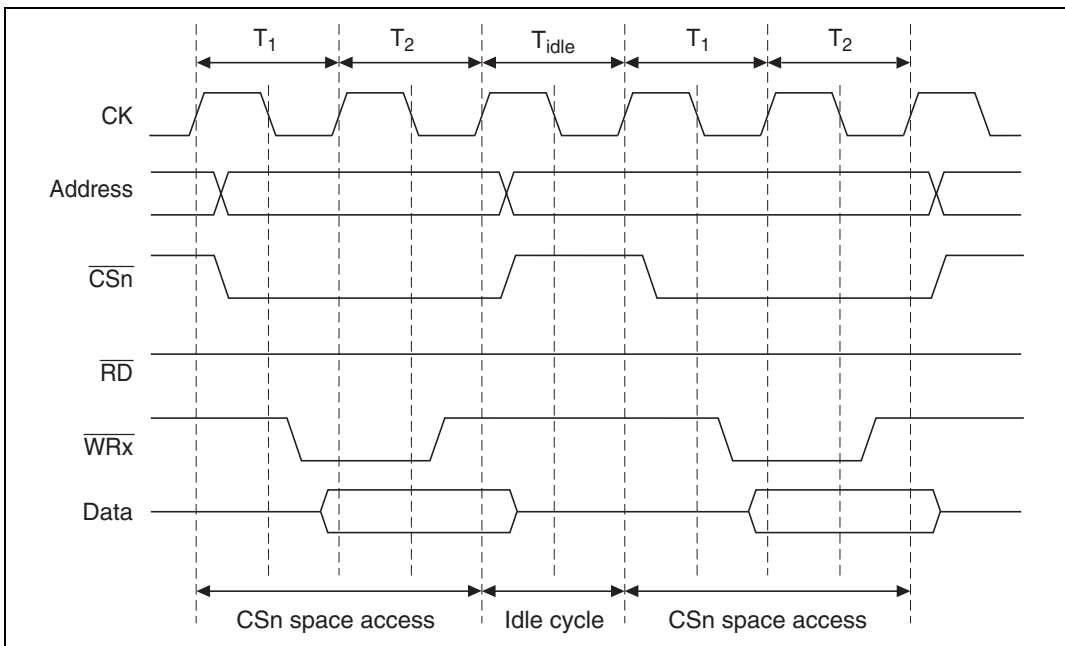 T1 T2 Tidle T1 T2
CK
Address
CSn
RD
WRx
Data
CSn space access Idle cycle CSn space access